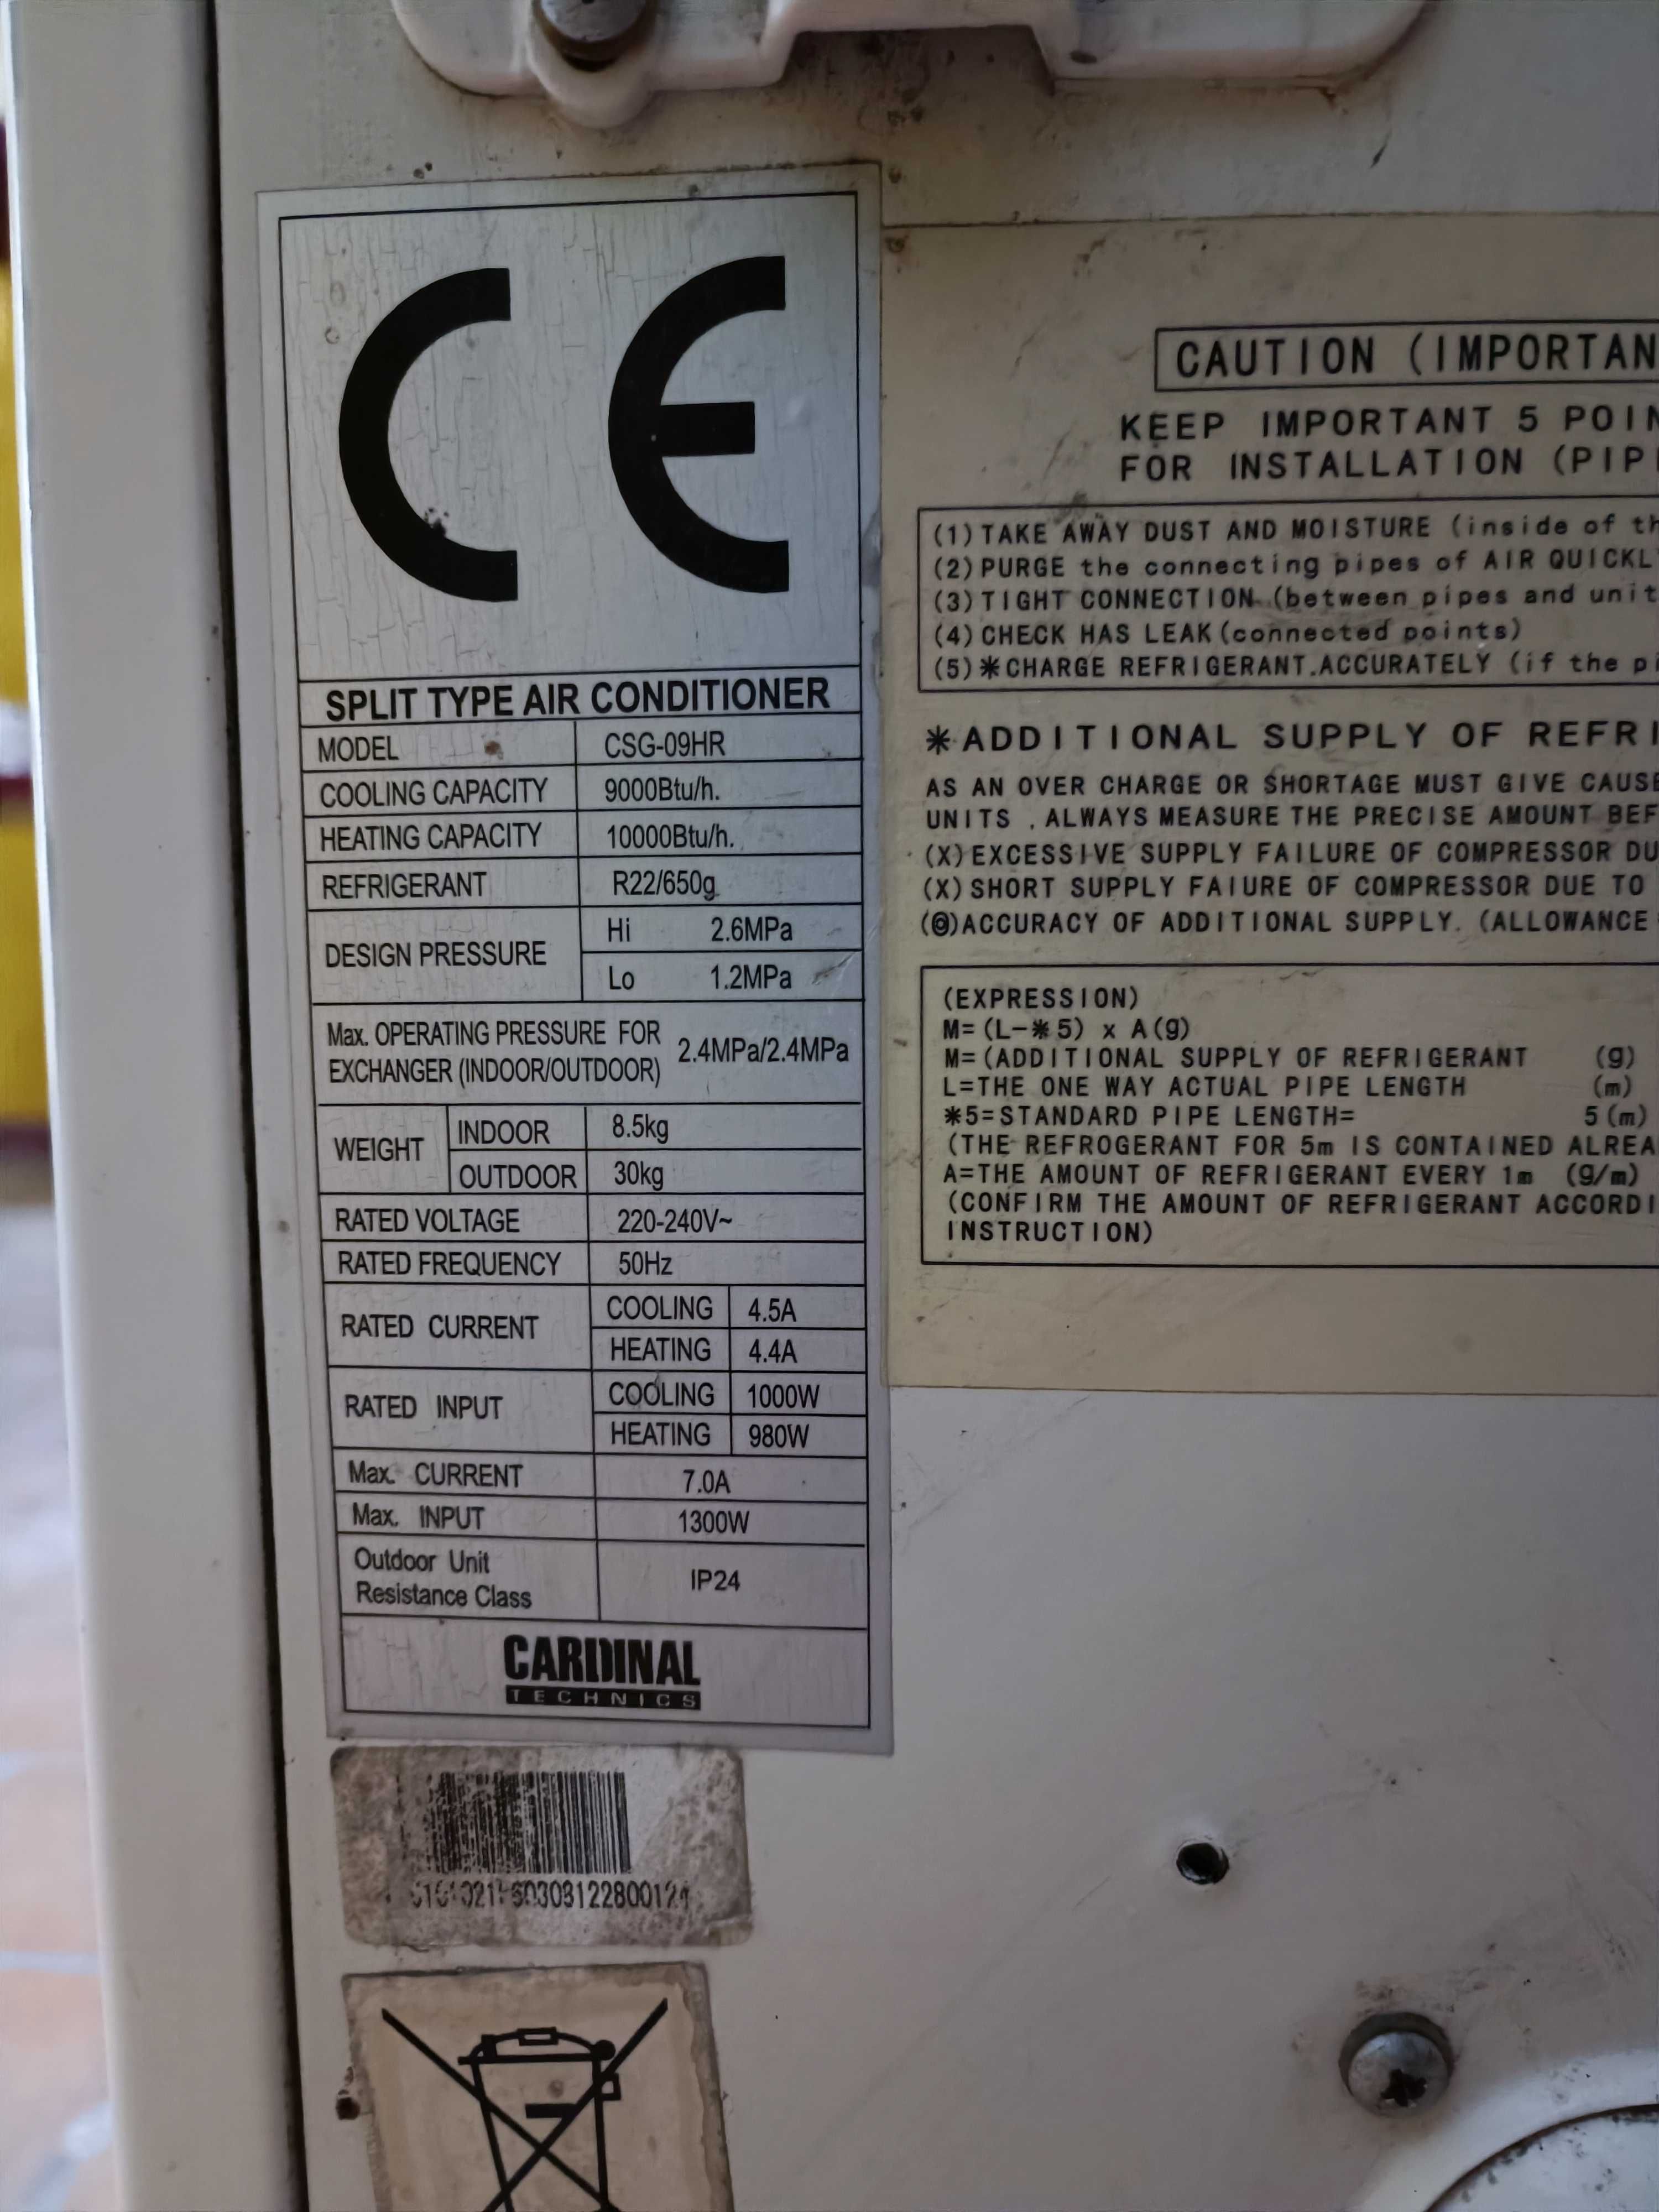 CE
SPLIT TYPE AIR CONDITIONER
MODEL CSG-09HR
COOLING CAPACITY 9000Btu/h.
HEATING CAPACITY 10000Btu/h.
REFRIGERANT R22/650g
DESIGN PRESSURE Hi 2.6MPa
Lo 1.2MPa
Max. OPERATING PRESSURE FOR
EXCHANGER (INDOOR/OUTDOOR) 2.4MPa/2.4MPa
WEIGHT INDOOR 8.5kg
OUTDOOR 30kg
RATED VOLTAGE 220-240V~
RATED FREQUENCY 50Hz
RATED CURRENT COOLING 4.5A
HEATING 4.4A
RATED INPUT COOLING 1000W
HEATING 980W
Max. CURRENT 7.0A
Max. INPUT 1300W
Outdoor Unit
Resistance Class IP24
CARDINAL
TECHNICS
CAUTION (IMPORTAN
KEEP IMPORTANT 5 POIN
FOR INSTALLATION (PIP
(1) TAKE AWAY DUST AND MOISTURE (inside of th
(2) PURGE the connecting pipes of AIR QUICKLY
(3) TIGHT CONNECTION (between pipes and unit
(4) CHECK HAS LEAK (connected points)
(5) *CHARGE REFRIGERANT.ACCURATELY (if the pi
*ADDITIONAL SUPPLY OF REFRI
AS AN OVER CHARGE OR SHORTAGE MUST GIVE CAUSE
UNITS . ALWAYS MEASURE THE PRECISE AMOUNT BEF
(X) EXCESSIVE SUPPLY FAILURE OF COMPRESSOR DU
(X) SHORT SUPPLY FAIURE OF COMPRESSOR DUE TO
(◎) ACCURACY OF ADDITIONAL SUPPLY. (ALLOWANCE
(EXPRESSION)
M= (L-*5) x A(g)
M= (ADDITIONAL SUPPLY OF REFRIGERANT (g)
L=THE ONE WAY ACTUAL PIPE LENGTH (m)
*5=STANDARD PIPE LENGTH= 5 (m)
(THE REFROGERANT FOR 5m IS CONTAINED ALREA
A=THE AMOUNT OF REFRIGERANT EVERY 1m (g/m)
(CONFIRM THE AMOUNT OF REFRIGERANT ACCORDI
INSTRUCTION)